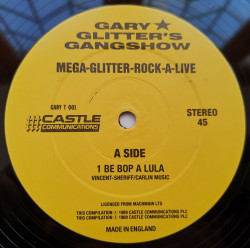 GARY ★
GLITTER'S
GANGSHOW
MEGA-GLITTER-ROCK-A-LIVE
GARY T 001
CASTLE
COMMUNICATIONS
STEREO
45
A SIDE
1 BE BOP A LULA
VINCENT-SHERIFF/CARLIN MUSIC
LICENSED FROM MACHMAIN LTD
THIS COMPILATION ℗ 1989 CASTLE COMMUNICATIONS PLC
THIS COMPILATION © 1989 CASTLE COMMUNICATIONS PLC
MADE IN ENGLAND